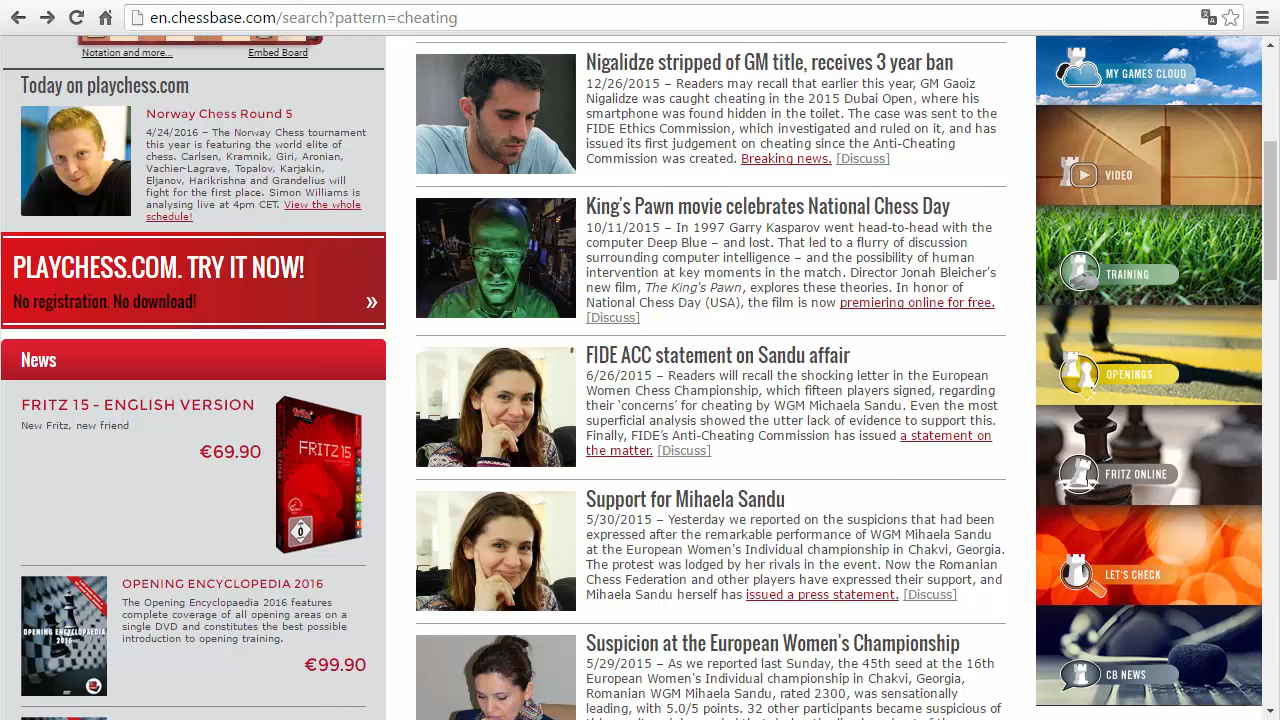 en.chessbase.com/search?pattern=cheating
Notation and more...
Embed Board
Today on playchess.com
Norway Chess Round 5
4/24/2016 – The Norway Chess tournament
this year is featuring the world elite of
chess. Carlsen, Kramnik, Giri, Aronian,
Vachier-Lagrave, Topalov, Karjakin,
Eljanov, Harikrishna and Grandelius will
fight for the first place. Simon Williams is
analysing live at 4pm CET. View the whole
schedule!
PLAYCHESS.COM. TRY IT NOW!
No registration. No download! »
News
FRITZ 15 - ENGLISH VERSION
New Fritz, new friend
€69.90
fritz
FRITZ 15
0
OPENING ENCYCLOPEDIA 2016
The Opening Encyclopaedia 2016 features
complete coverage of all opening areas on a
single DVD and constitutes the best possible
introduction to opening training.
€99.90
OPENING ENCYCLOPAEDIA
2016
Nigalidze stripped of GM title, receives 3 year ban
12/26/2015 – Readers may recall that earlier this year, GM Gaoiz
Nigalidze was caught cheating in the 2015 Dubai Open, where his
smartphone was found hidden in the toilet. The case was sent to the
FIDE Ethics Commission, which investigated and ruled on it, and has
issued its first judgement on cheating since the Anti-Cheating
Commission was created. Breaking news. [Discuss]
King's Pawn movie celebrates National Chess Day
10/11/2015 – In 1997 Garry Kasparov went head-to-head with the
computer Deep Blue – and lost. That led to a flurry of discussion
surrounding computer intelligence – and the possibility of human
intervention at key moments in the match. Director Jonah Bleicher's
new film, The King's Pawn, explores these theories. In honor of
National Chess Day (USA), the film is now premiering online for free.
[Discuss]
FIDE ACC statement on Sandu affair
6/26/2015 – Readers will recall the shocking letter in the European
Women Chess Championship, which fifteen players signed, regarding
their ‘concerns’ for cheating by WGM Michaela Sandu. Even the most
superficial analysis showed the utter lack of evidence to support this.
Finally, FIDE’s Anti-Cheating Commission has issued a statement on
the matter. [Discuss]
Support for Mihaela Sandu
5/30/2015 – Yesterday we reported on the suspicions that had been
expressed after the remarkable performance of WGM Mihaela Sandu
at the European Women's Individual championship in Chakvi, Georgia.
The protest was lodged by her rivals in the event. Now the Romanian
Chess Federation and other players have expressed their support, and
Mihaela Sandu herself has issued a press statement. [Discuss]
Suspicion at the European Women's Championship
5/29/2015 – As we reported last Sunday, the 45th seed at the 16th
European Women's Individual championship in Chakvi, Georgia,
Romanian WGM Mihaela Sandu, rated 2300, was sensationally
leading, with 5.0/5 points. 32 other participants became suspicious of
MY GAMES CLOUD
1
VIDEO
TRAINING
OPENINGS
FRITZ ONLINE
LET'S CHECK
CB NEWS